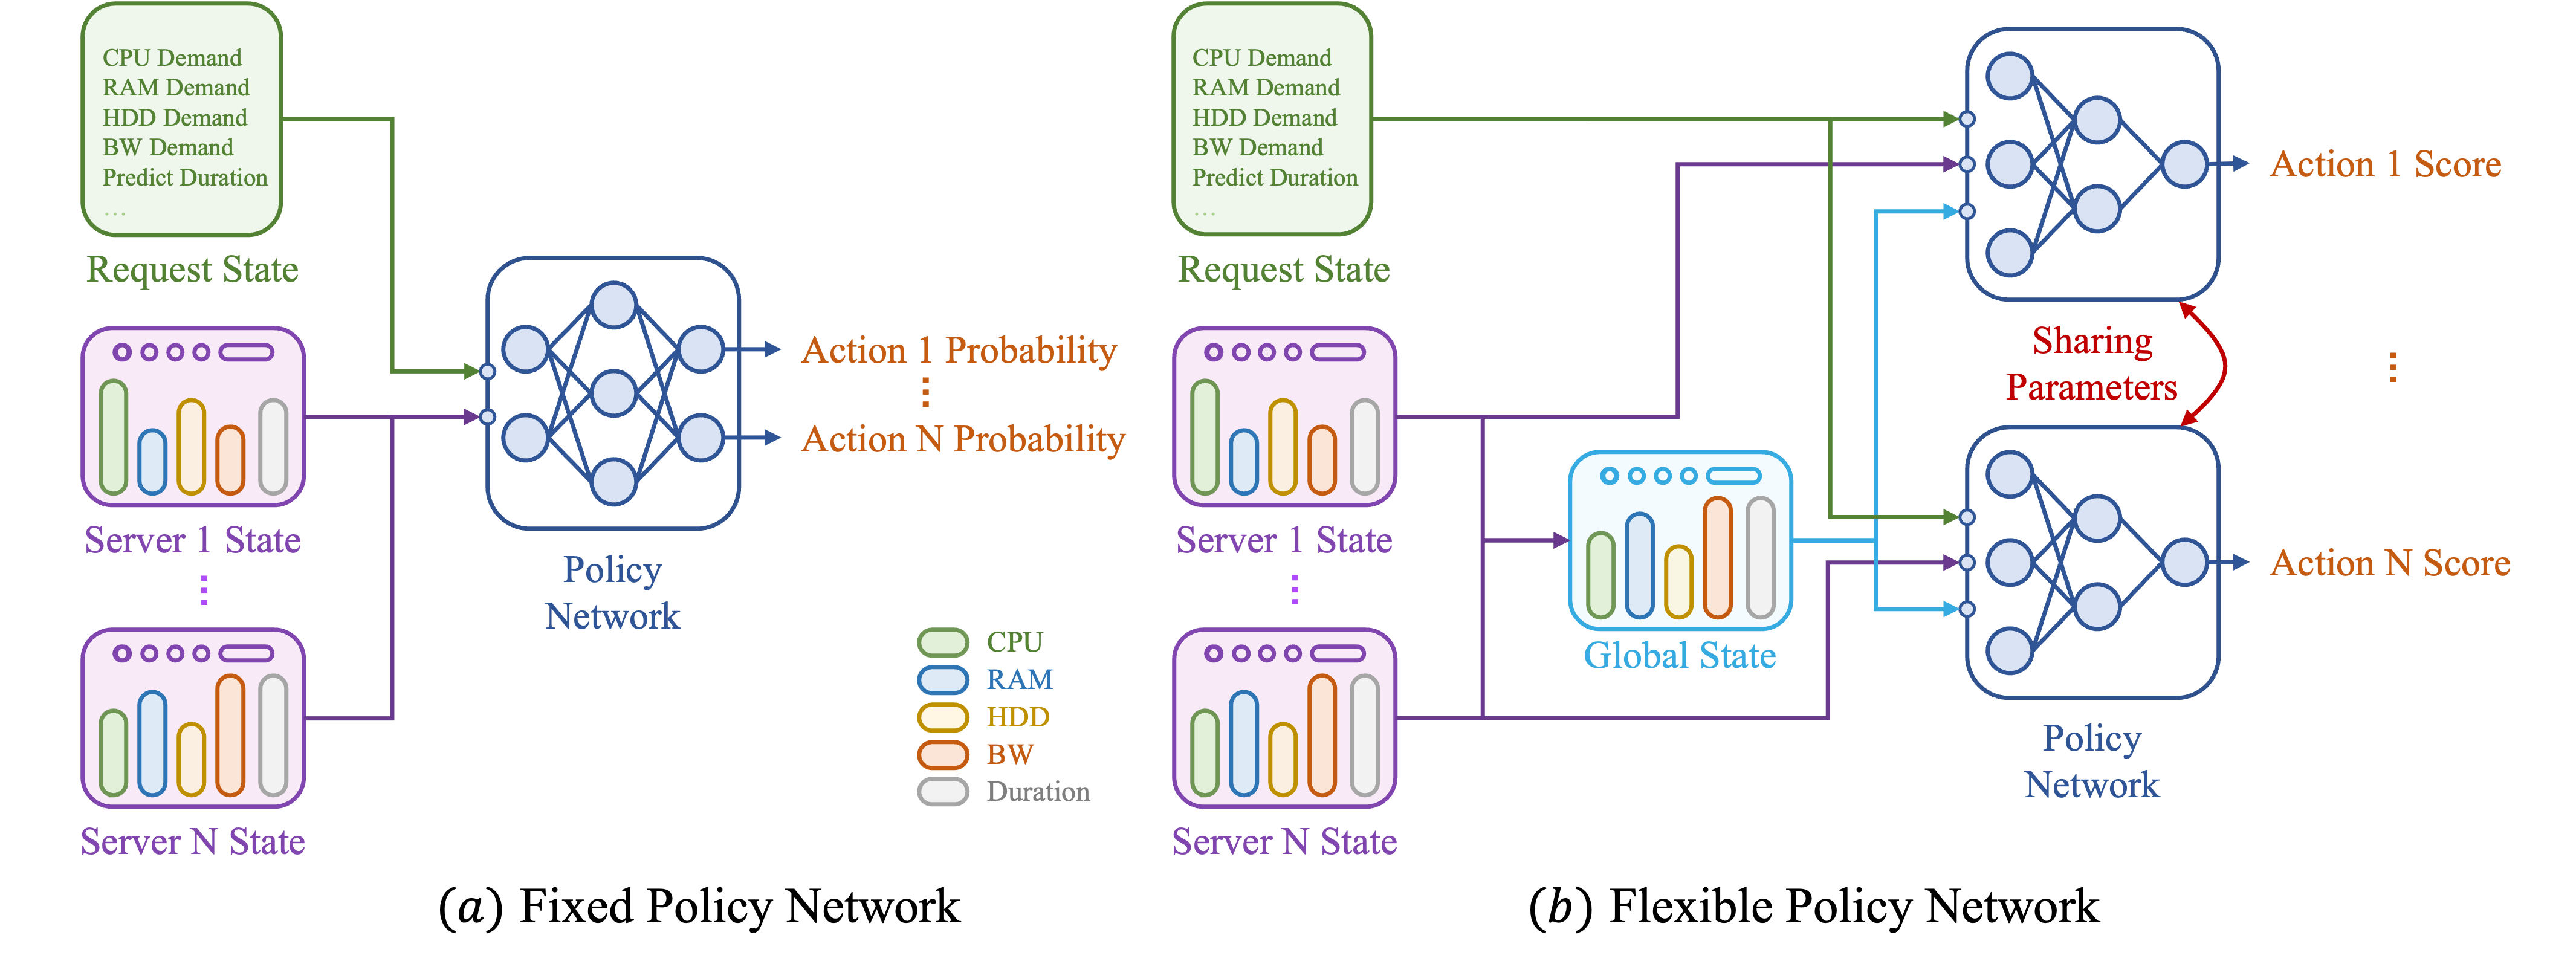 CPU Demand
RAM Demand
HDD Demand
BW Demand
Predict Duration
...
Request State
Server 1 State
Server N State
Policy
Network
Action 1 Probability
Action N Probability
CPU
RAM
HDD
BW
Duration
(a) Fixed Policy Network
CPU Demand
RAM Demand
HDD Demand
BW Demand
Predict Duration
...
Request State
Server 1 State
Server N State
Global State
Action 1 Score
Sharing
Parameters
Action N Score
Policy
Network
(b) Flexible Policy Network